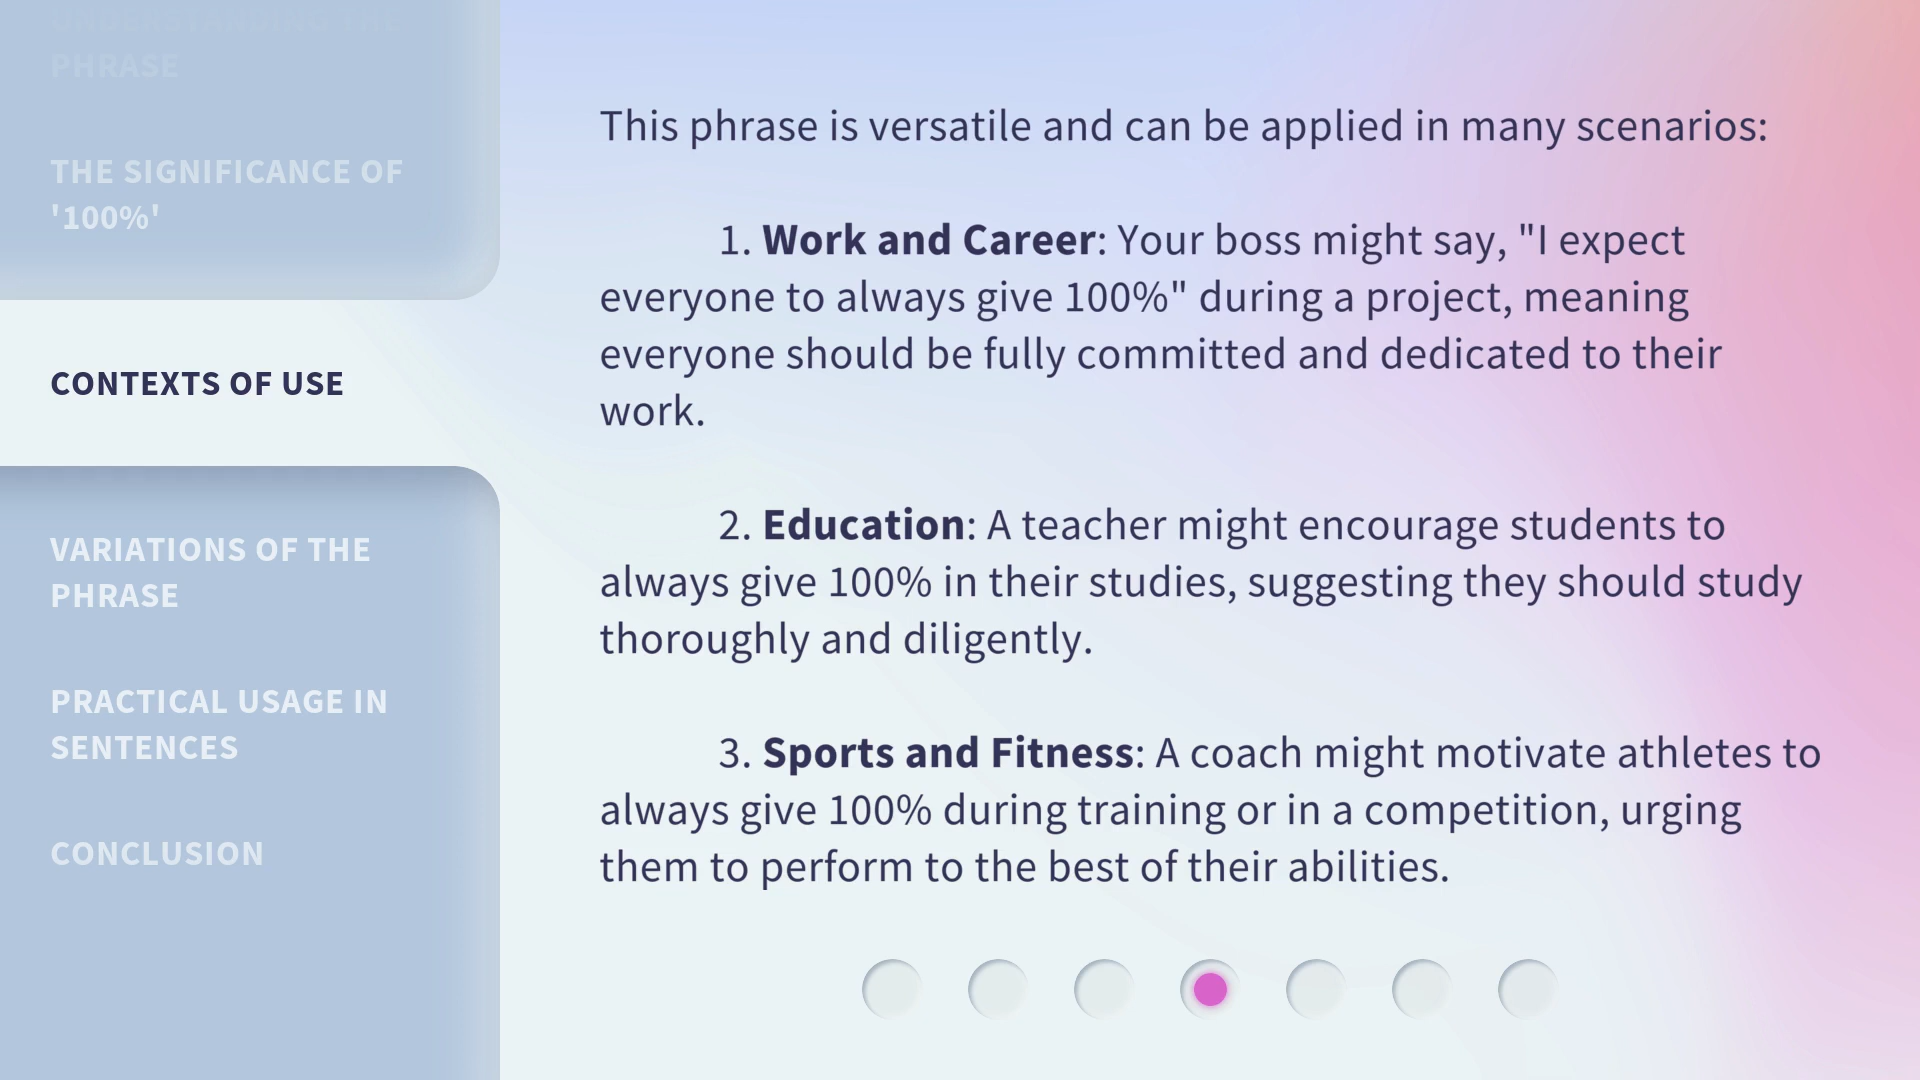 UNDERSTANDING THE
PHRASE
THE SIGNIFICANCE OF
'100%'
CONTEXTS OF USE
VARIATIONS OF THE
PHRASE
PRACTICAL USAGE IN
SENTENCES
CONCLUSION
This phrase is versatile and can be applied in many scenarios:
1. Work and Career: Your boss might say, "I expect
everyone to always give 100%" during a project, meaning
everyone should be fully committed and dedicated to their
work.
2. Education: A teacher might encourage students to
always give 100% in their studies, suggesting they should study
thoroughly and diligently.
3. Sports and Fitness: A coach might motivate athletes to
always give 100% during training or in a competition, urging
them to perform to the best of their abilities.